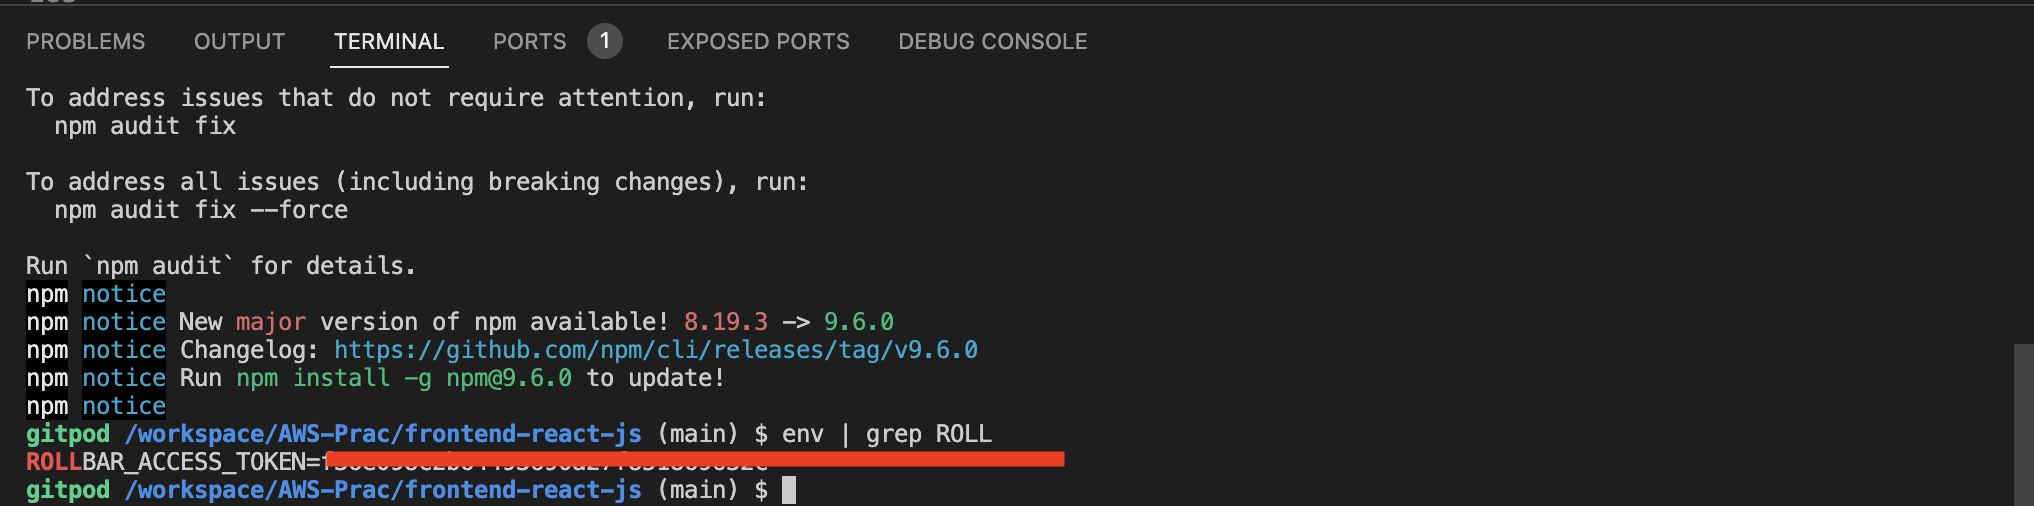 PROBLEMS OUTPUT TERMINAL PORTS 1 EXPOSED PORTS DEBUG CONSOLE
To address issues that do not require attention, run:
  npm audit fix

To address all issues (including breaking changes), run:
  npm audit fix --force

Run `npm audit` for details.
npm notice
npm notice New major version of npm available! 8.19.3 -> 9.6.0
npm notice Changelog: https://github.com/npm/cli/releases/tag/v9.6.0
npm notice Run npm install -g npm@9.6.0 to update!
npm notice
gitpod /workspace/AWS-Prac/frontend-react-js (main) $ env | grep ROLL
ROLLBAR_ACCESS_TOKEN=
gitpod /workspace/AWS-Prac/frontend-react-js (main) $